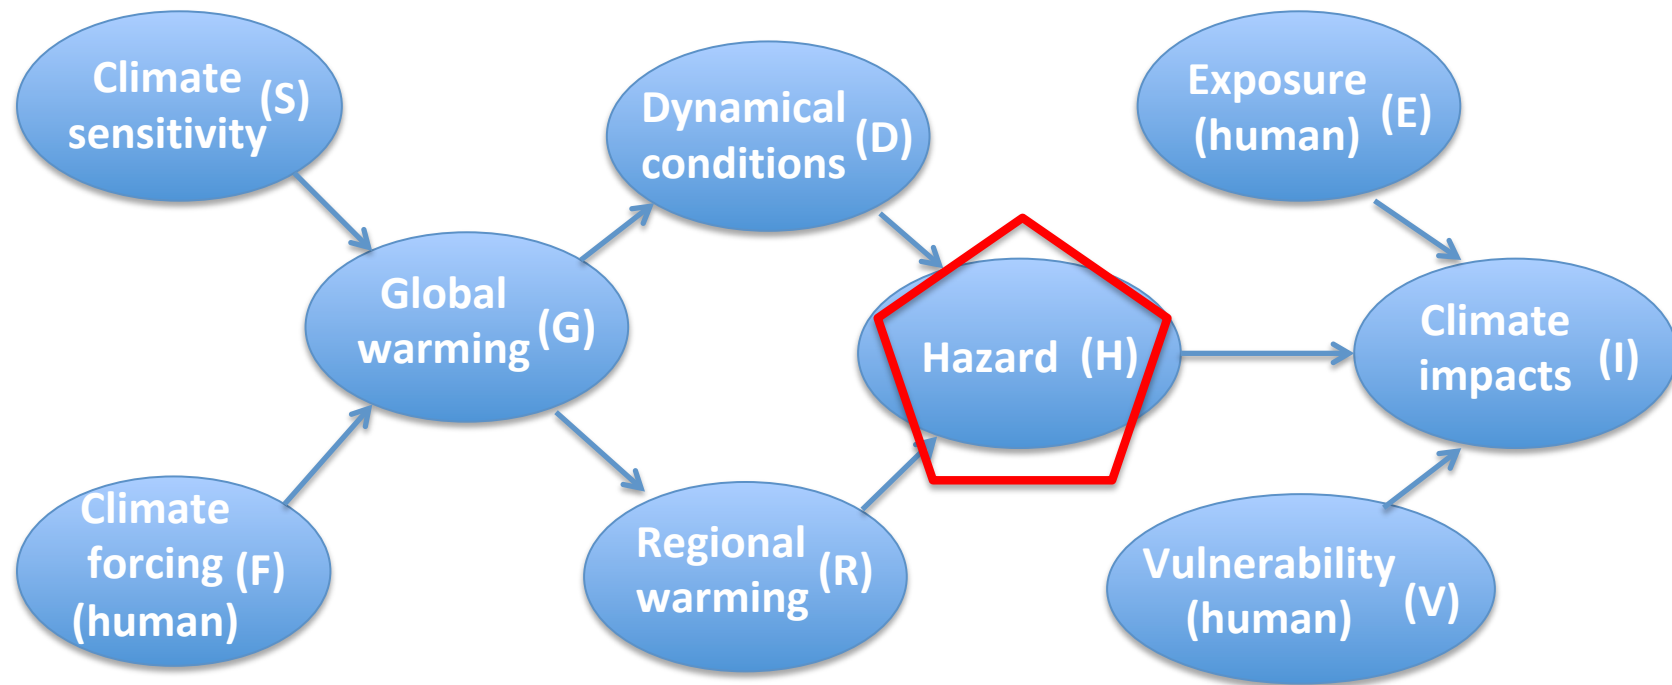 Climate
sensitivity
(S)
Dynamical
conditions
(D)
Exposure
(human)
(E)
Global
warming
(G)
Hazard (H)
Climate
impacts
(I)
Climate
forcing
(human)
(F)
Regional
warming
(R)
Vulnerability
(human)
(V)